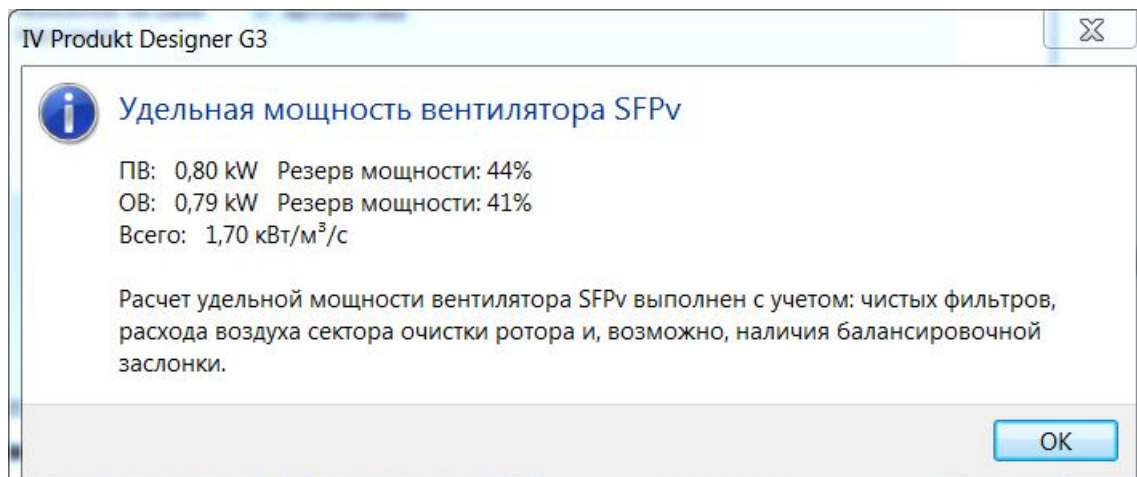 IV Produkt Designer G3
Удельная мощность вентилятора SFPv
ПВ: 0,80 kW Резерв мощности: 44%
ОВ: 0,79 kW Резерв мощности: 41%
Всего: 1,70 кВт/м³/с
Расчет удельной мощности вентилятора SFPv выполнен с учетом: чистых фильтров,
расхода воздуха сектора очистки ротора и, возможно, наличия балансировочной
заслонки.
OK